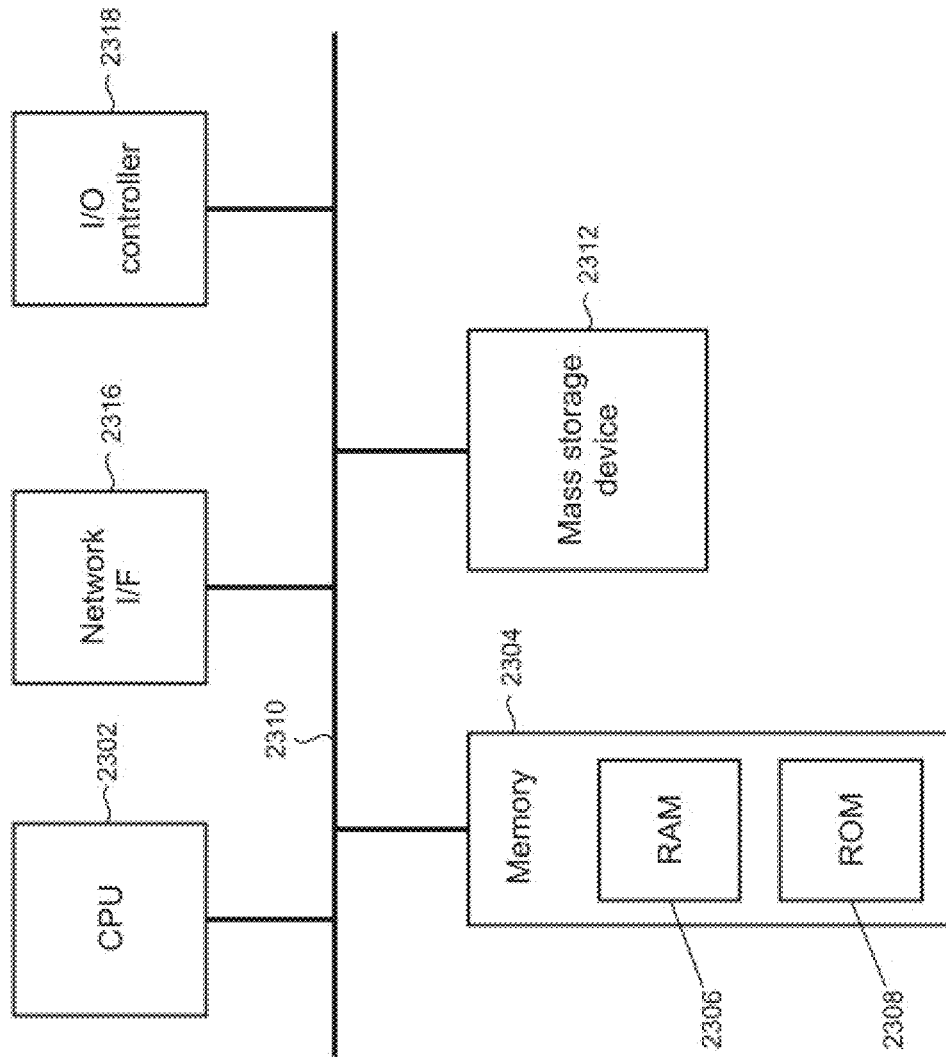 CPU
2302
Network
I/F
2316
I/O
controller
2318
2310
Memory
2304
RAM
2306
ROM
2308
Mass storage
device
2312